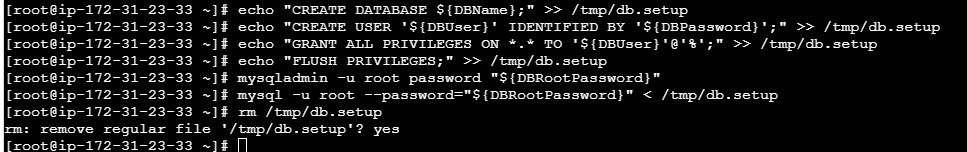 [root@ip-172-31-23-33 ~]# echo "CREATE DATABASE ${DBName};" >> /tmp/db.setup
[root@ip-172-31-23-33 ~]# echo "CREATE USER '${DBUser}' IDENTIFIED BY '${DBPassword}';" >> /tmp/db.setup
[root@ip-172-31-23-33 ~]# echo "GRANT ALL PRIVILEGES ON *.* TO '${DBUser}'@'%';" >> /tmp/db.setup
[root@ip-172-31-23-33 ~]# echo "FLUSH PRIVILEGES;" >> /tmp/db.setup
[root@ip-172-31-23-33 ~]# mysqladmin -u root password "${DBRootPassword}"
[root@ip-172-31-23-33 ~]# mysql -u root --password="${DBRootPassword}" < /tmp/db.setup
[root@ip-172-31-23-33 ~]# rm /tmp/db.setup
rm: remove regular file '/tmp/db.setup'? yes
[root@ip-172-31-23-33 ~]#